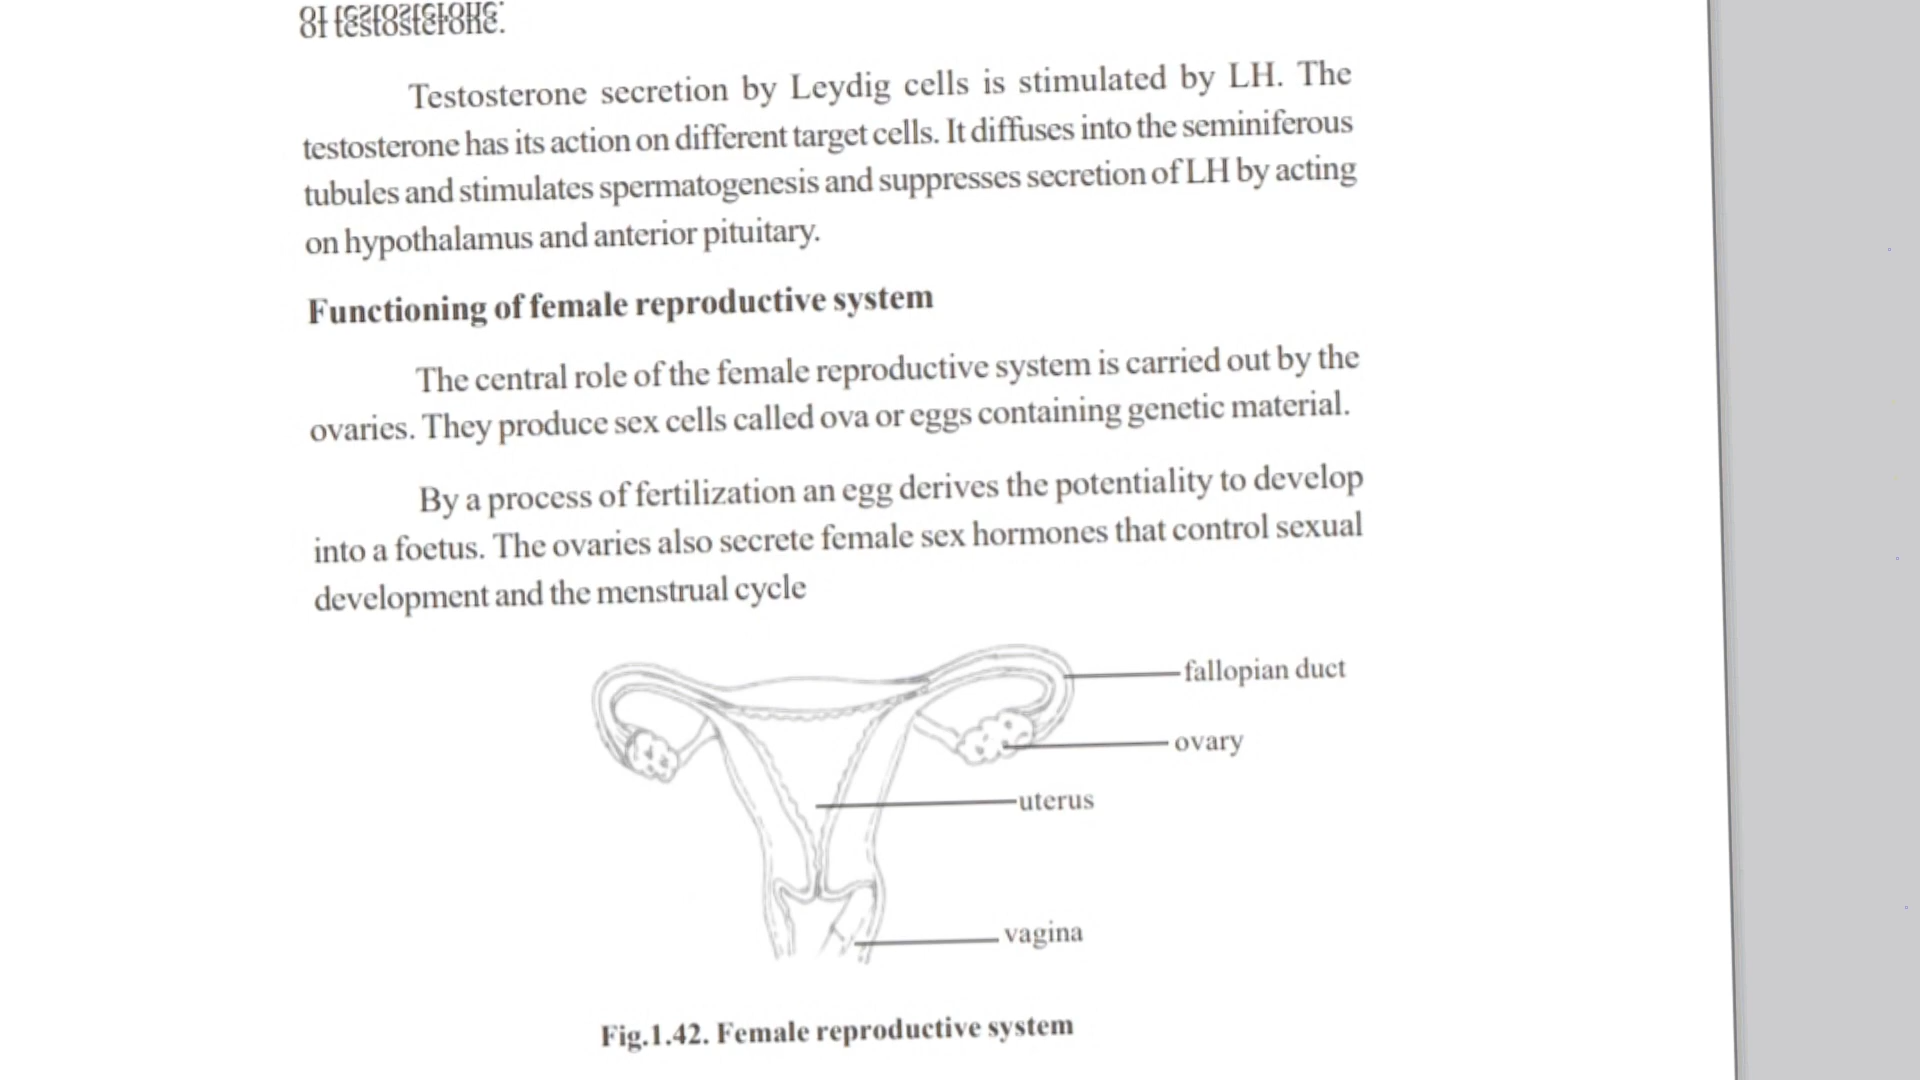 of testosterone.
Testosterone secretion by Leydig cells is stimulated by LH. The
testosterone has its action on different target cells. It diffuses into the seminiferous
tubules and stimulates spermatogenesis and suppresses secretion of LH by acting
on hypothalamus and anterior pituitary.
Functioning of female reproductive system
The central role of the female reproductive system is carried out by the
ovaries. They produce sex cells called ova or eggs containing genetic material.
By a process of fertilization an egg derives the potentiality to develop
into a foetus. The ovaries also secrete female sex hormones that control sexual
development and the menstrual cycle
fallopian duct
ovary
uterus
vagina
Fig.1.42. Female reproductive system